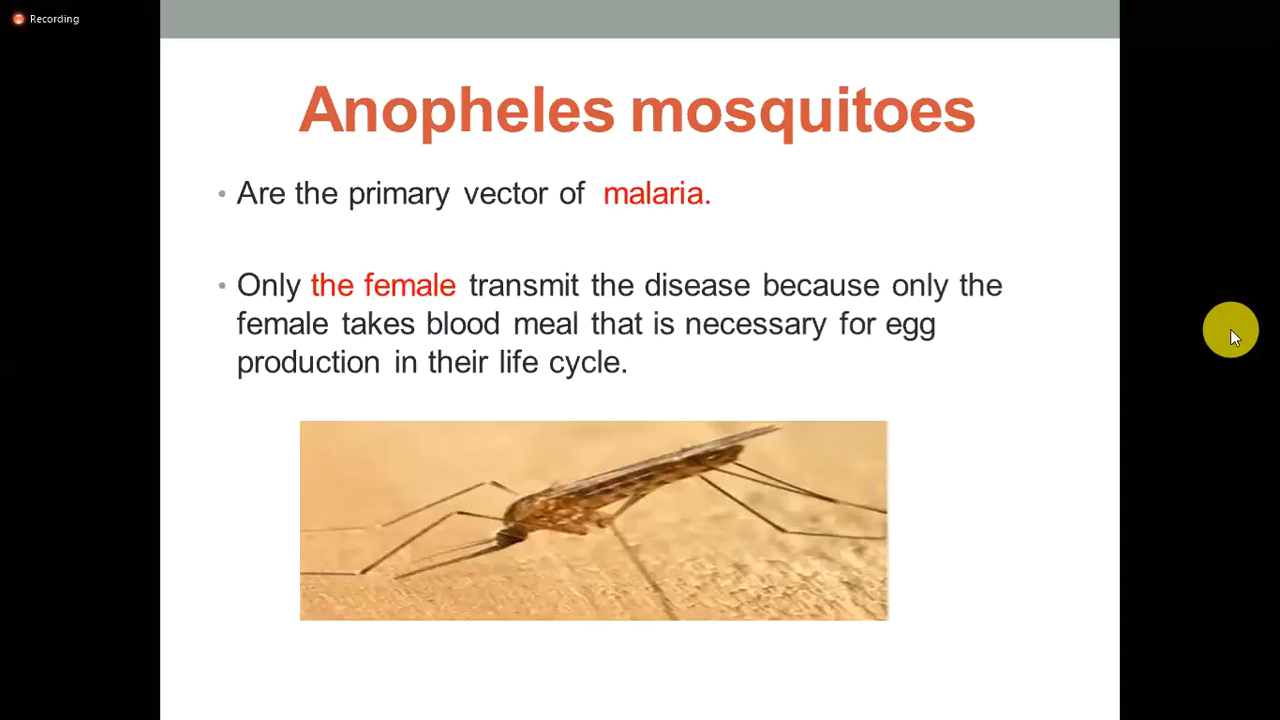 Recording
Anopheles mosquitoes
• Are the primary vector of malaria.
• Only the female transmit the disease because only the
female takes blood meal that is necessary for egg
production in their life cycle.